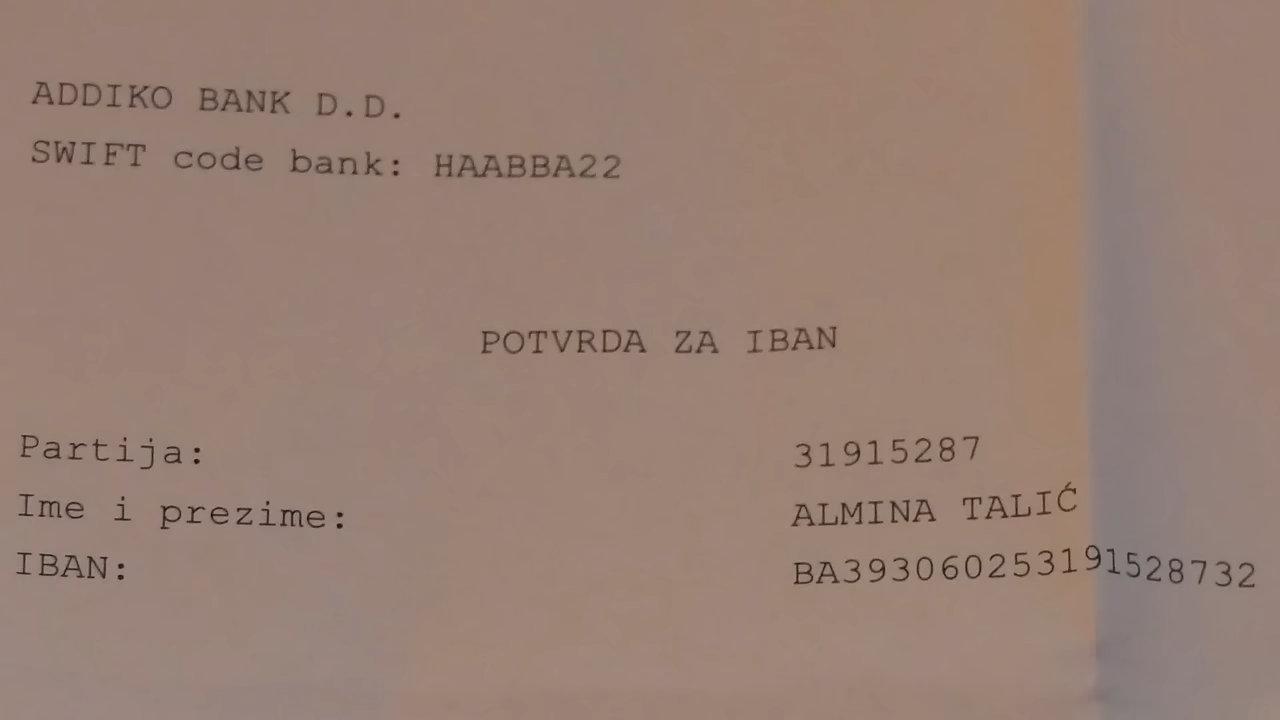 ADDIKO BANK D.D.
SWIFT code bank: HAABBA22
POTVRDA ZA IBAN
Partija: 31915287
Ime i prezime: ALMINA TALIĆ
IBAN: BA393060253191528732